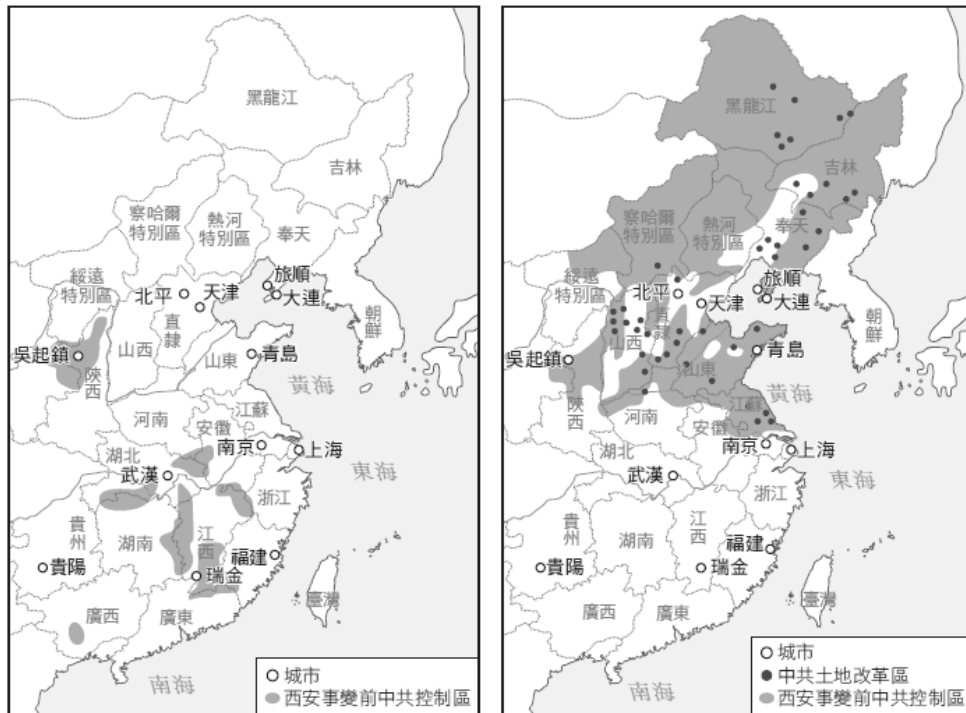 黑龍江
吉林
察哈爾
特別區
熱河
特別區
奉天
綏遠
特別區
旅順
北平
天津
大連
直隸
朝鮮
山西
山東
吳起鎮
青島
陝西
黃海
河南
江蘇
安徽
南京
上海
湖北
武漢
東海
浙江
貴州
湖南
江西
福建
貴陽
瑞金
臺灣
廣西
廣東
南海
城市
西安事變前中共控制區
黑龍江
吉林
察哈爾
特別區
熱河
特別區
奉天
綏遠
特別區
旅順
北平
天津
大連
直隸
朝鮮
山西
山東
吳起鎮
青島
陝西
黃海
河南
江蘇
安徽
南京
上海
湖北
武漢
東海
浙江
貴州
湖南
江西
福建
貴陽
瑞金
臺灣
廣西
廣東
南海
城市
中共土地改革區
西安事變前中共控制區